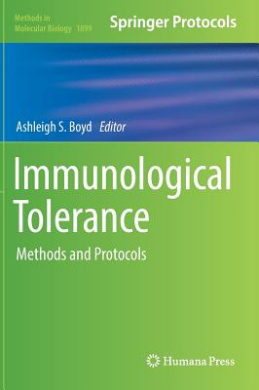 Methods in
Molecular Biology 1899
Springer Protocols
Ashleigh S. Boyd Editor
Immunological
Tolerance
Methods and Protocols
Humana Press